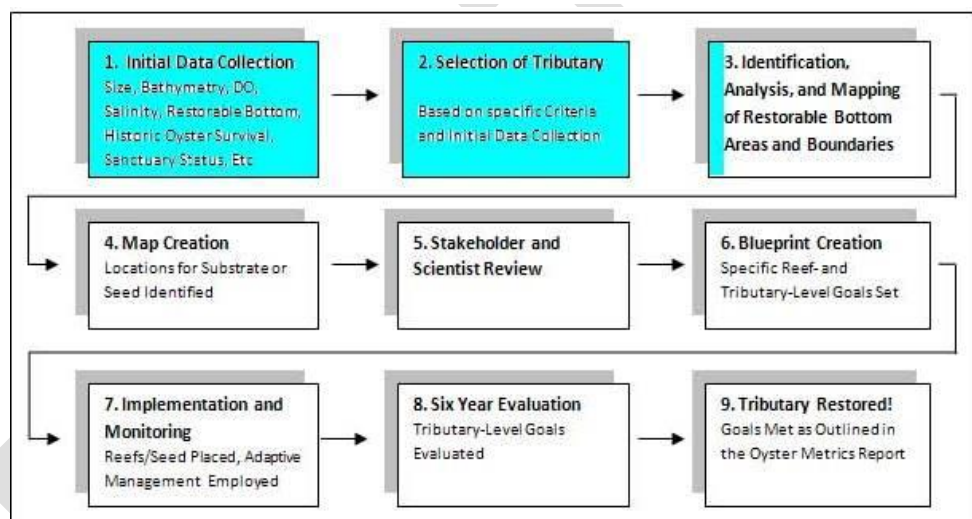 1. Initial Data Collection
Size, Bathymetry, DO,
Salinity, Restorable Bottom,
Historic Oyster Survival,
Sanctuary Status, Etc
2. Selection of Tributary
Based on specific Criteria
and Initial Data Collection
3. Identification,
Analysis, and Mapping
of Restorable Bottom
Areas and Boundaries
4. Map Creation
Locations for Substrate or
Seed Identified
5. Stakeholder and
Scientist Review
6. Blueprint Creation
Specific Reef- and
Tributary-Level Goals Set
7. Implementation and
Monitoring
Reefs/Seed Placed, Adaptive
Management Employed
8. Six Year Evaluation
Tributary-Level Goals
Evaluated
9. Tributary Restored!
Goals Met as Outlined in
the Oyster Metrics Report